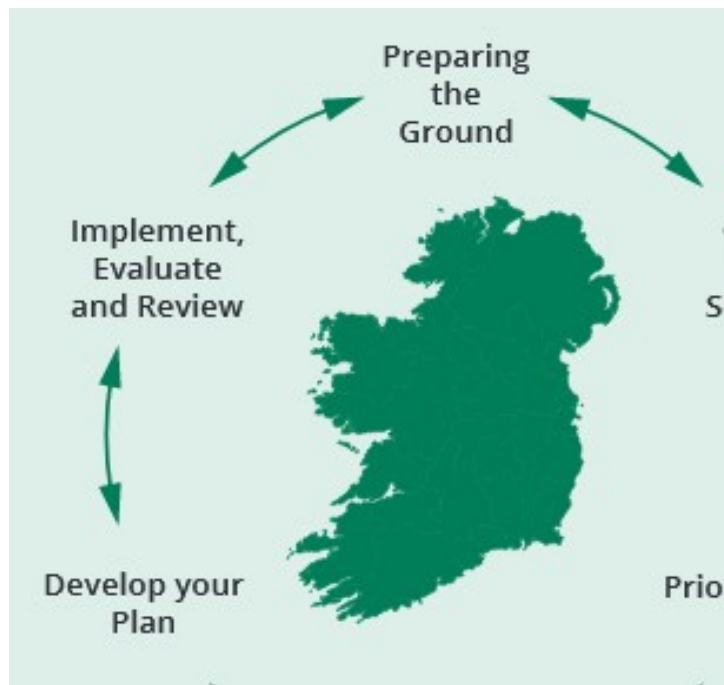 Preparing
the
Ground
Implement,
Evaluate
and Review
Develop your
Plan